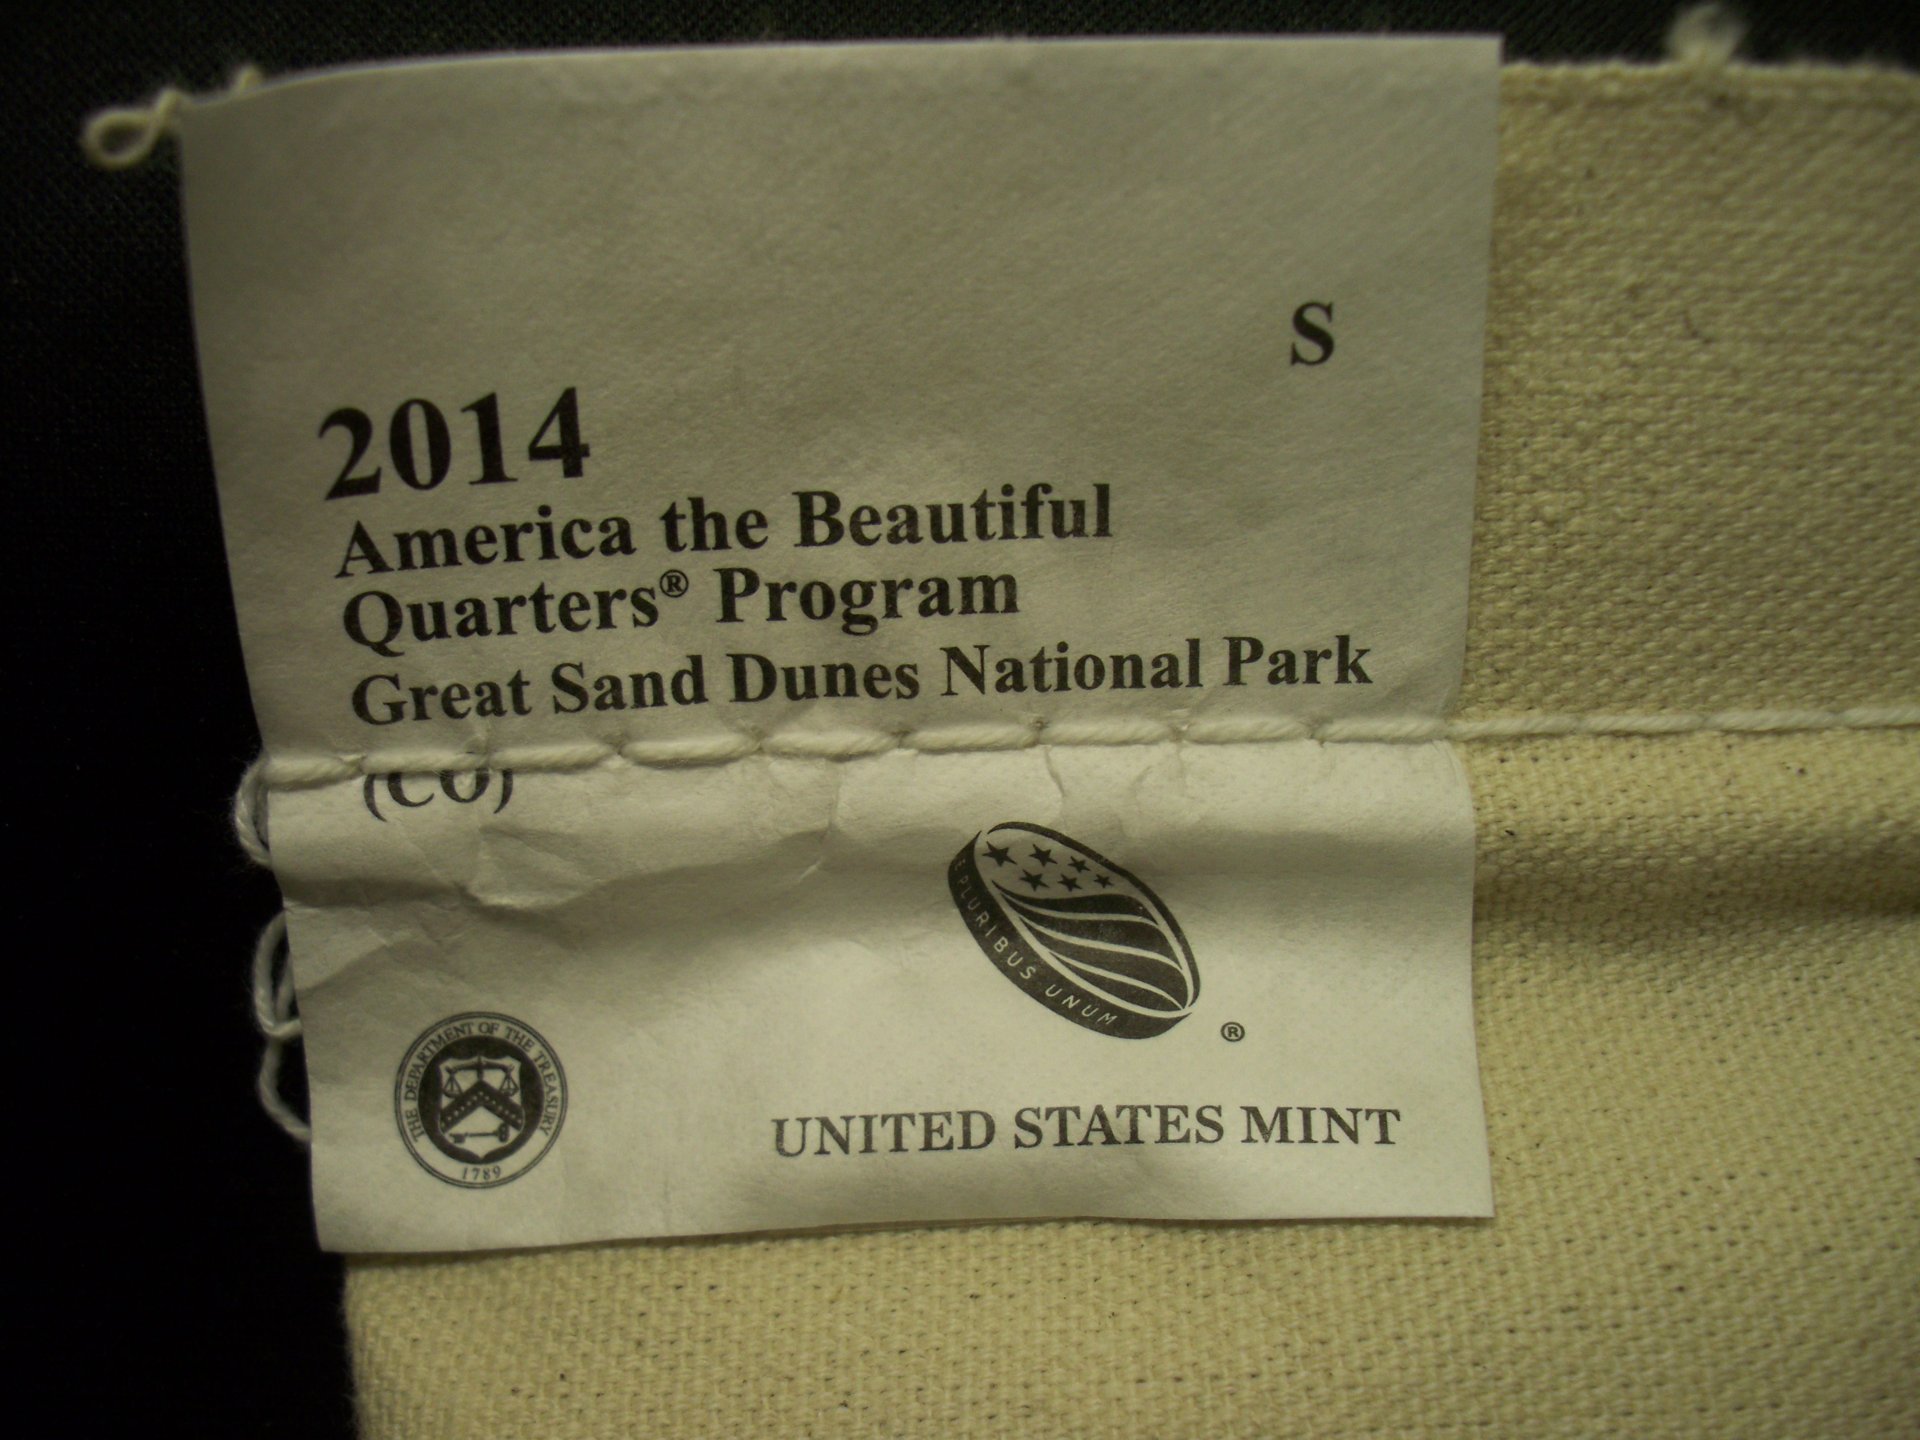 S
2014
America the Beautiful
Quarters® Program
Great Sand Dunes National Park
(CO)
E PLURIBUS UNUM
®
THE DEPARTMENT OF THE TREASURY
1789
UNITED STATES MINT